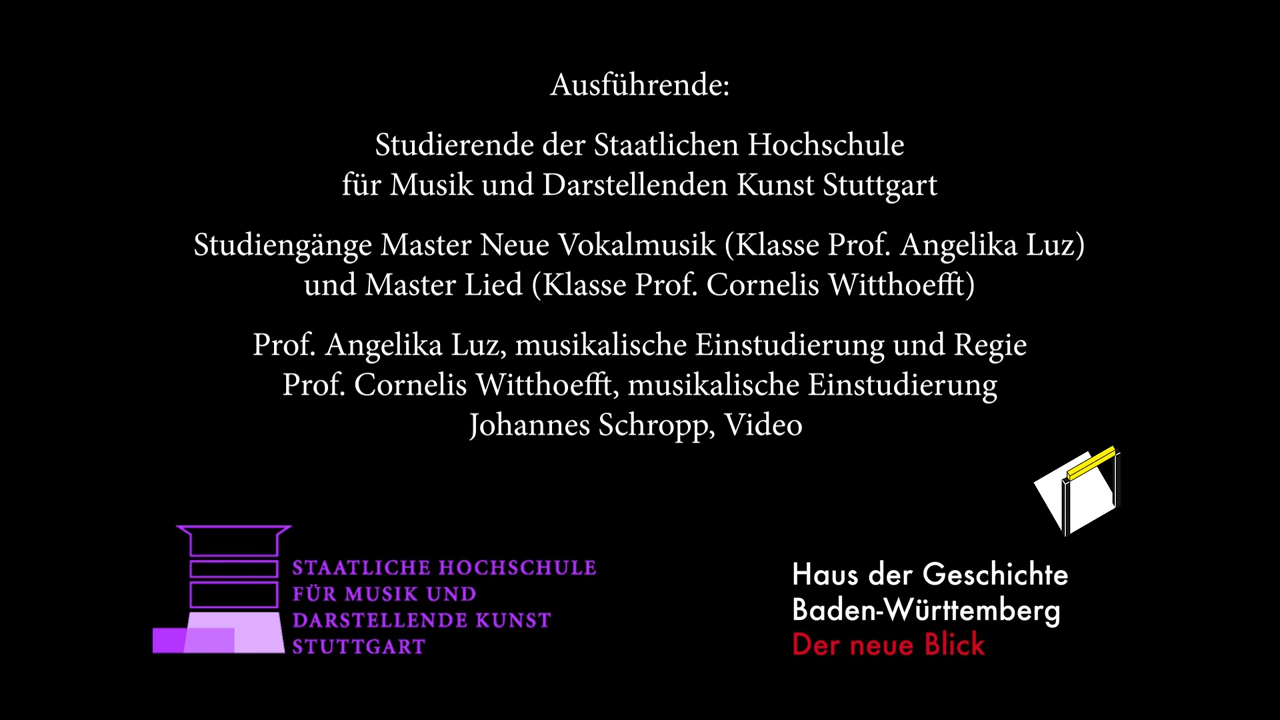 Ausführende:
Studierende der Staatlichen Hochschule
für Musik und Darstellenden Kunst Stuttgart
Studiengänge Master Neue Vokalmusik (Klasse Prof. Angelika Luz)
und Master Lied (Klasse Prof. Cornelis Witthoefft)
Prof. Angelika Luz, musikalische Einstudierung und Regie
Prof. Cornelis Witthoefft, musikalische Einstudierung
Johannes Schropp, Video
STAATLICHE HOCHSCHULE
FÜR MUSIK UND
DARSTELLENDE KUNST
STUTTGART
Haus der Geschichte
Baden-Württemberg
Der neue Blick